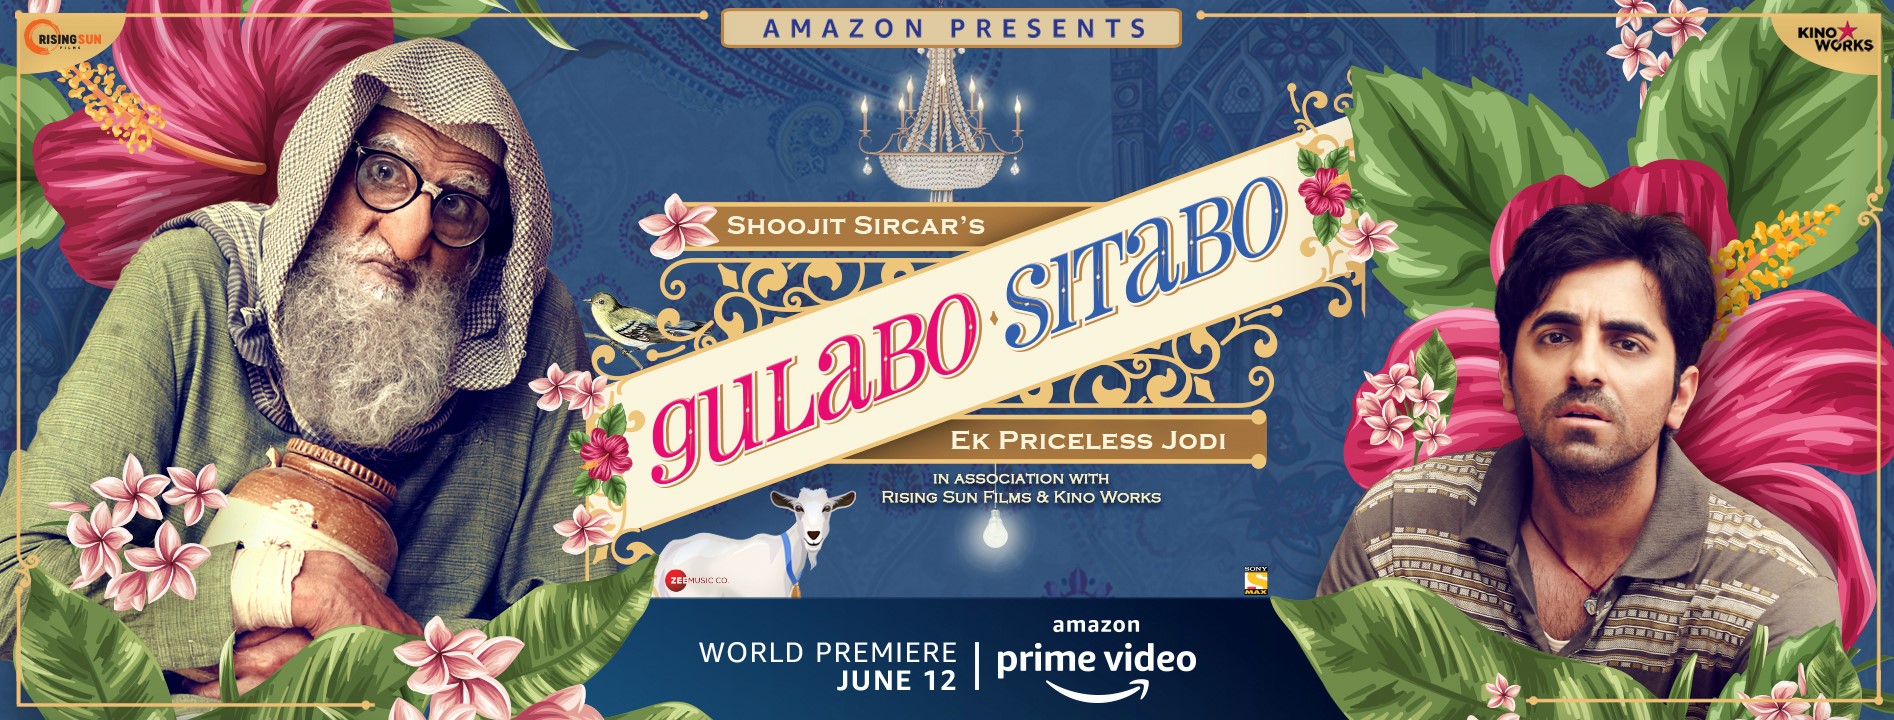 AMAZON PRESENTS
RISING SUN
FILMS
KINO
WORKS
SHOOJIT SIRCAR'S
gULaBO · SITaBO
EK PRICELESS JODI
IN ASSOCIATION WITH
RISING SUN FILMS & KINO WORKS
ZEE MUSIC CO.
SONY
S
MAX
WORLD PREMIERE
JUNE 12
amazon
prime video